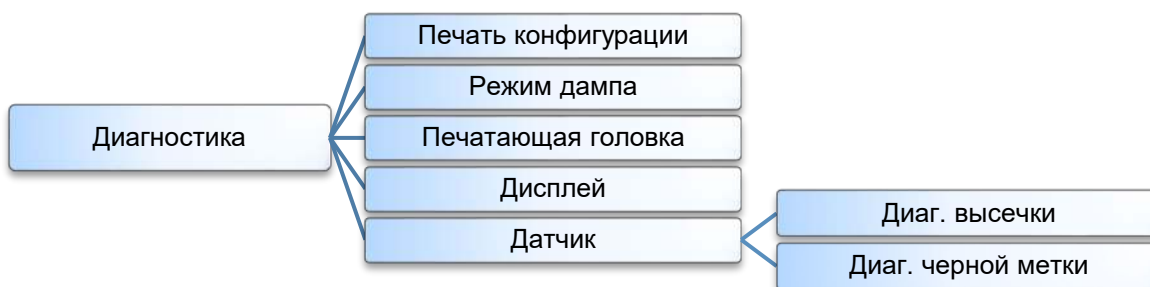 Диагностика
Печать конфигурации
Режим дампа
Печатающая головка
Дисплей
Датчик
Диаг. высечки
Диаг. черной метки